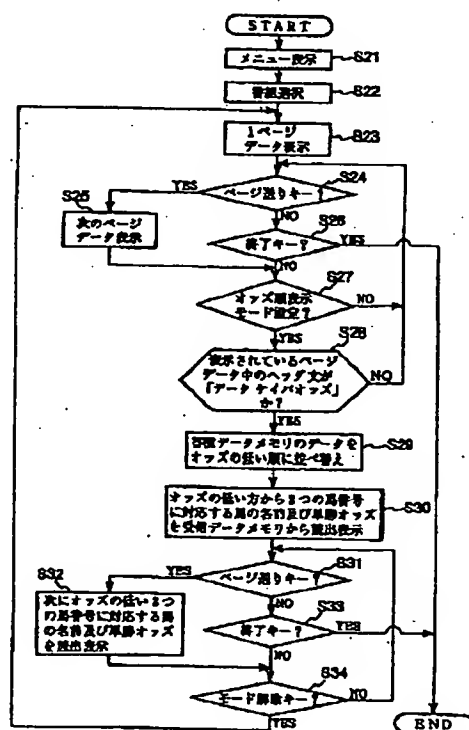 START
メニュー表示
S21
番組選択
S22
1ページ
データ表示
S23
ページ送りキー?
S24
YES
NO
S25
次のページ
データ表示
終了キー?
S26
YES
NO
オッズ順表示
モード設定?
S27
NO
YES
表示されているページ
データ中のヘッダ文が
「データ ケイバオッズ」
か?
S28
NO
YES
データメモリのデータを
オッズの低い順に並べ替え
S29
オッズの低い方から3つの馬番号
に対応する馬の名前及び単勝オッズ
を受信データメモリから読出表示
S30
ページ送りキー?
S31
YES
NO
S32
次にオッズの低い3つ
の馬番号に対応する馬
の名前及び単勝オッズ
を読出表示
終了キー?
S33
YES
NO
モード解除キー?
S34
NO
YES
END